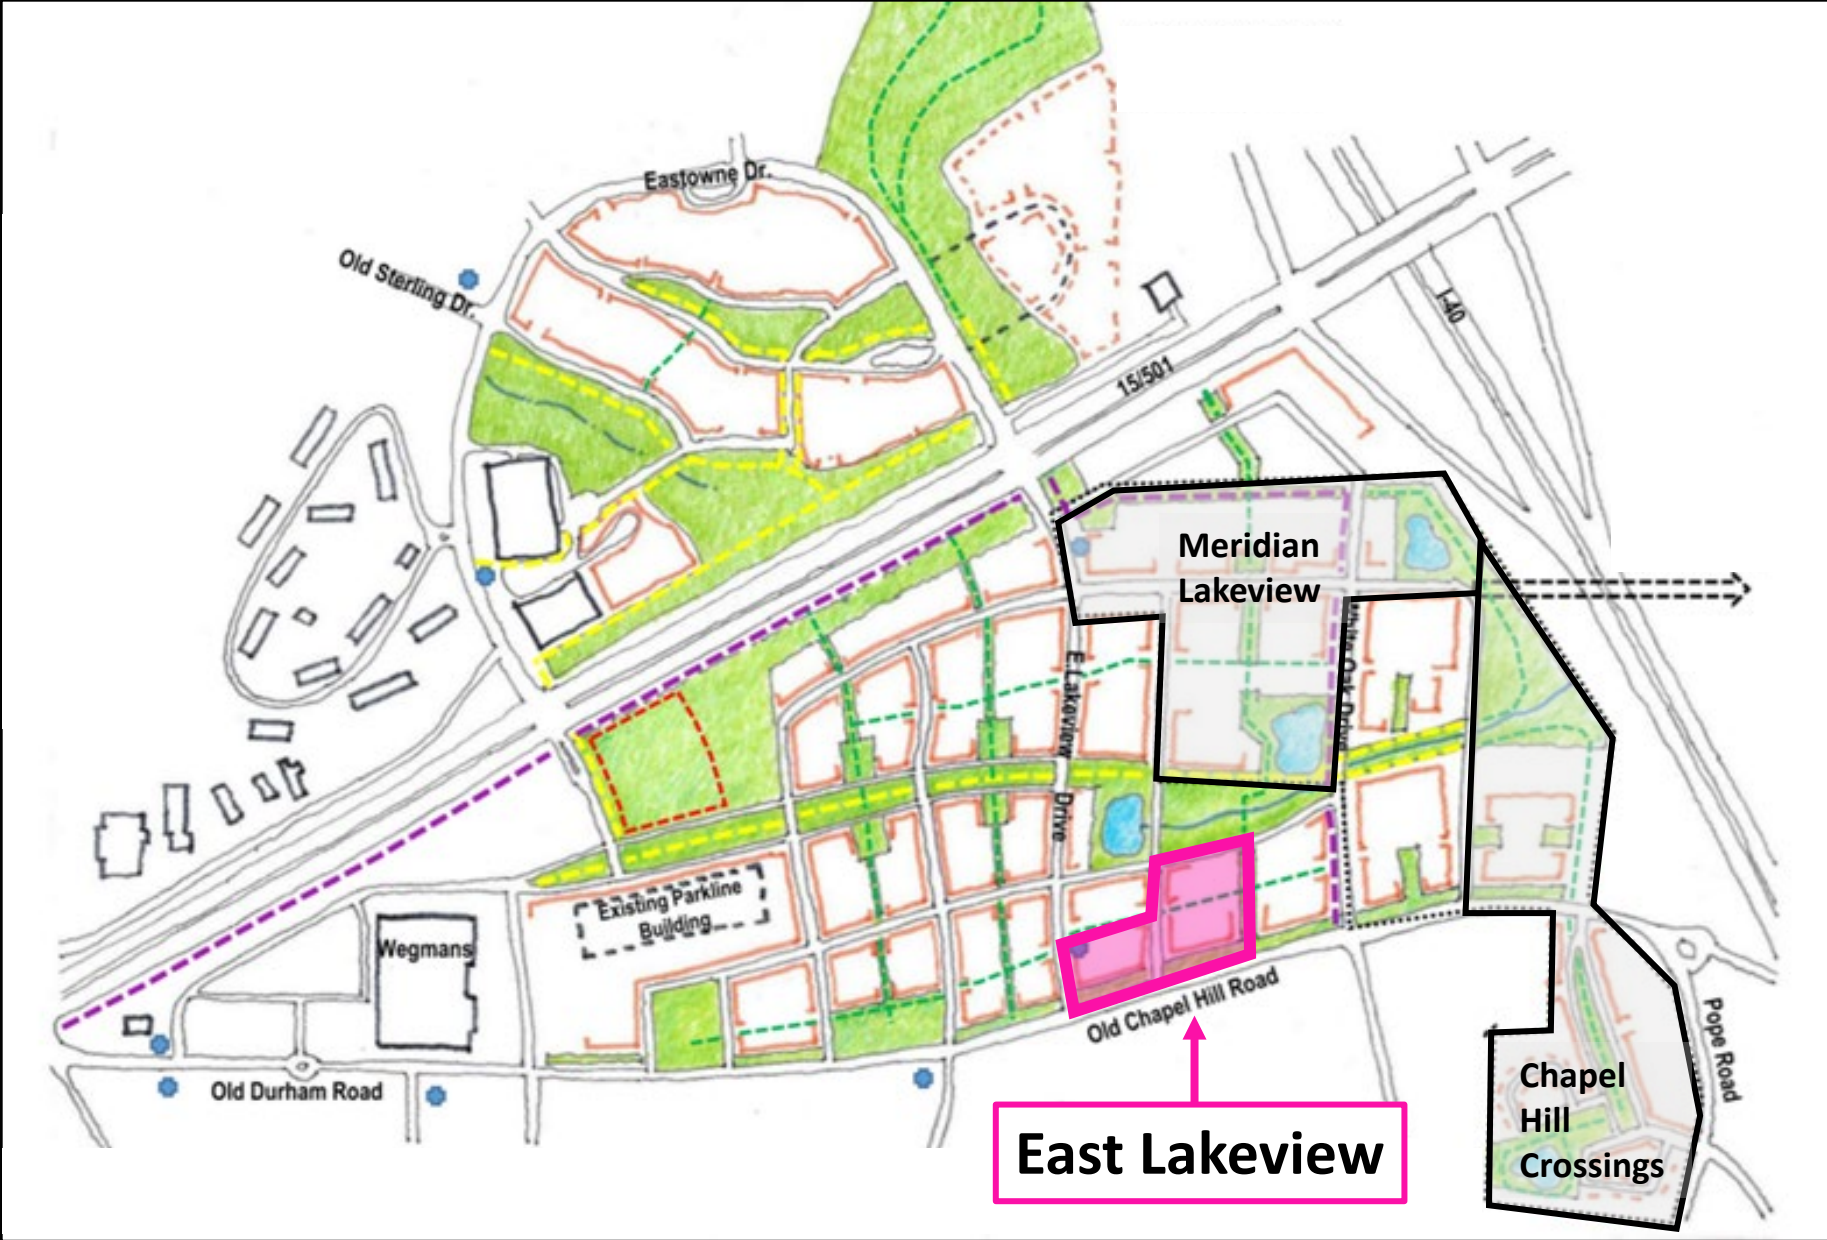 Eastowne Dr.
Old Sterling Dr.
I-40
15/501
Meridian
Lakeview
E. Lakeview
Drive
White Oak Drive
Existing Parkline
Building
Wegmans
Old Chapel Hill Road
Pope Road
Old Durham Road
East Lakeview
Chapel
Hill
Crossings